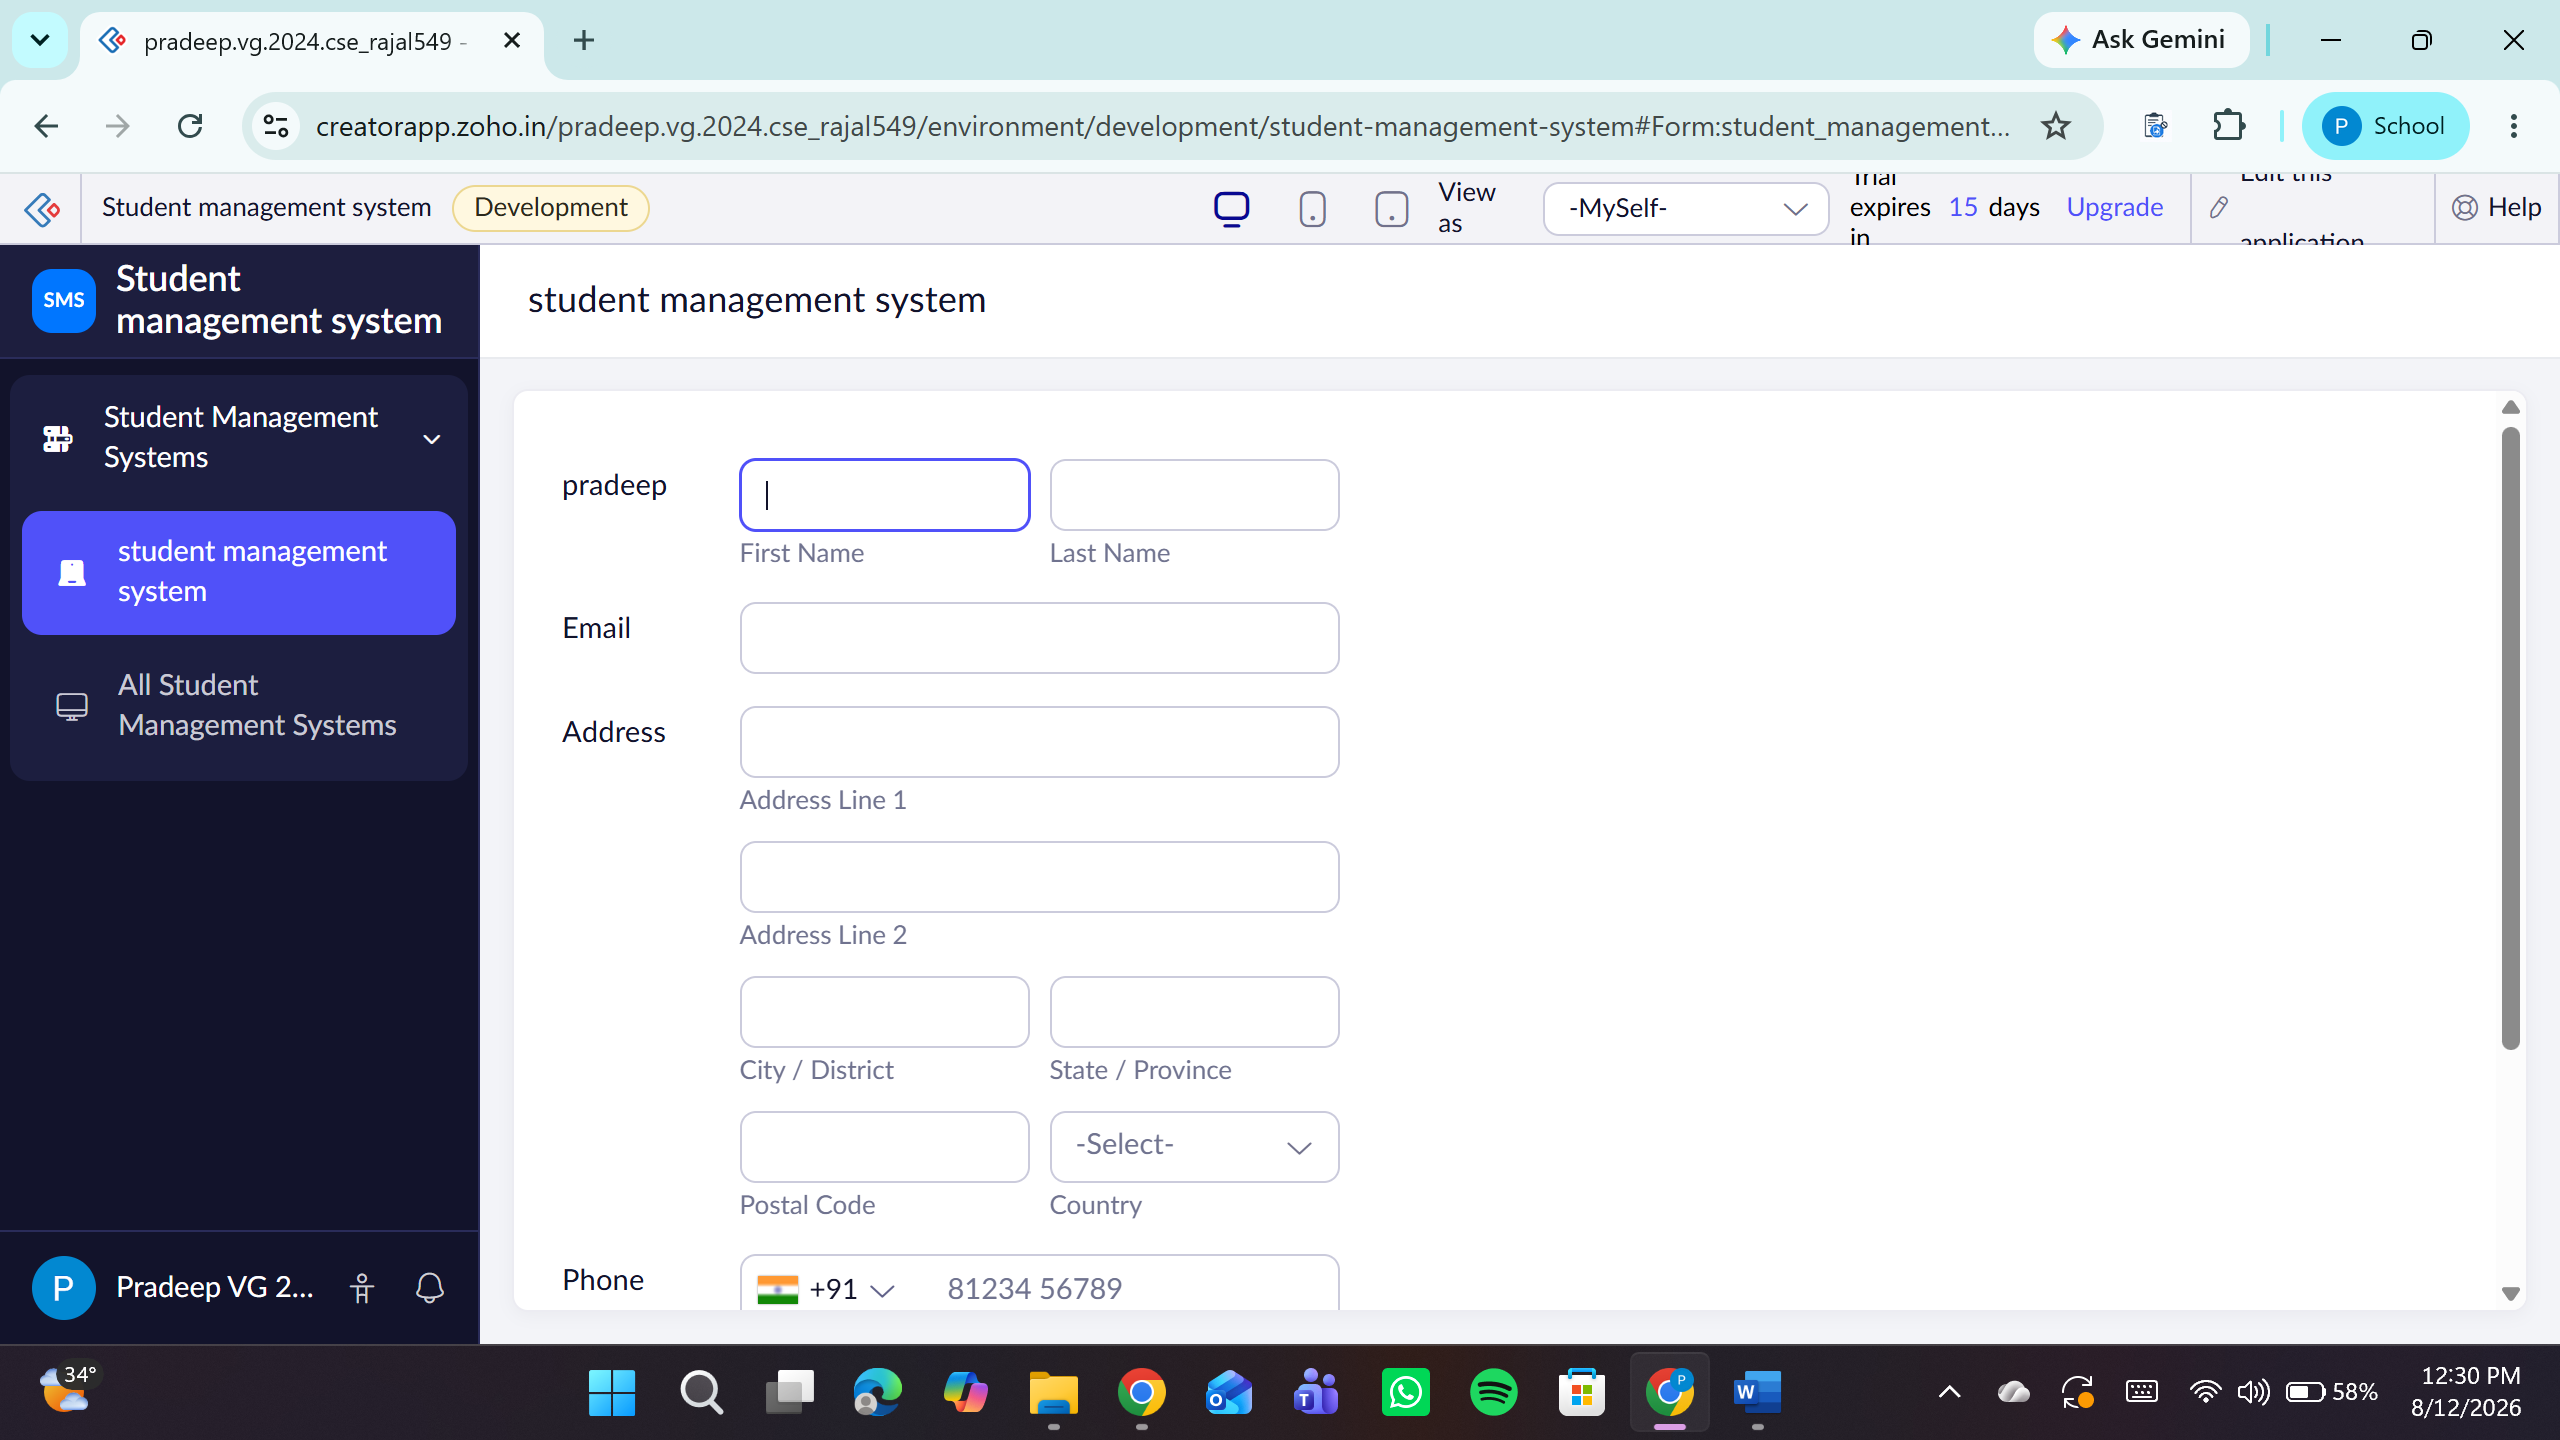 pradeep.vg.2024.cse_rajal549 -
Ask Gemini
creatorapp.zoho.in/pradeep.vg.2024.cse_rajal549/environment/development/student-management-system#Form:student_management...
P School
Student management system
Development
View
as
-MySelf-
Trial
expires
in
15 days
Upgrade
Edit this
application
Help
SMS
Student
management system
student management system
Student Management
Systems
student management
system
All Student
Management Systems
pradeep
First Name
Last Name
Email
Address
Address Line 1
Address Line 2
City / District
State / Province
-Select-
Postal Code
Country
Phone
+91
81234 56789
P
Pradeep VG 2...
34°
58%
12:30 PM
8/12/2026